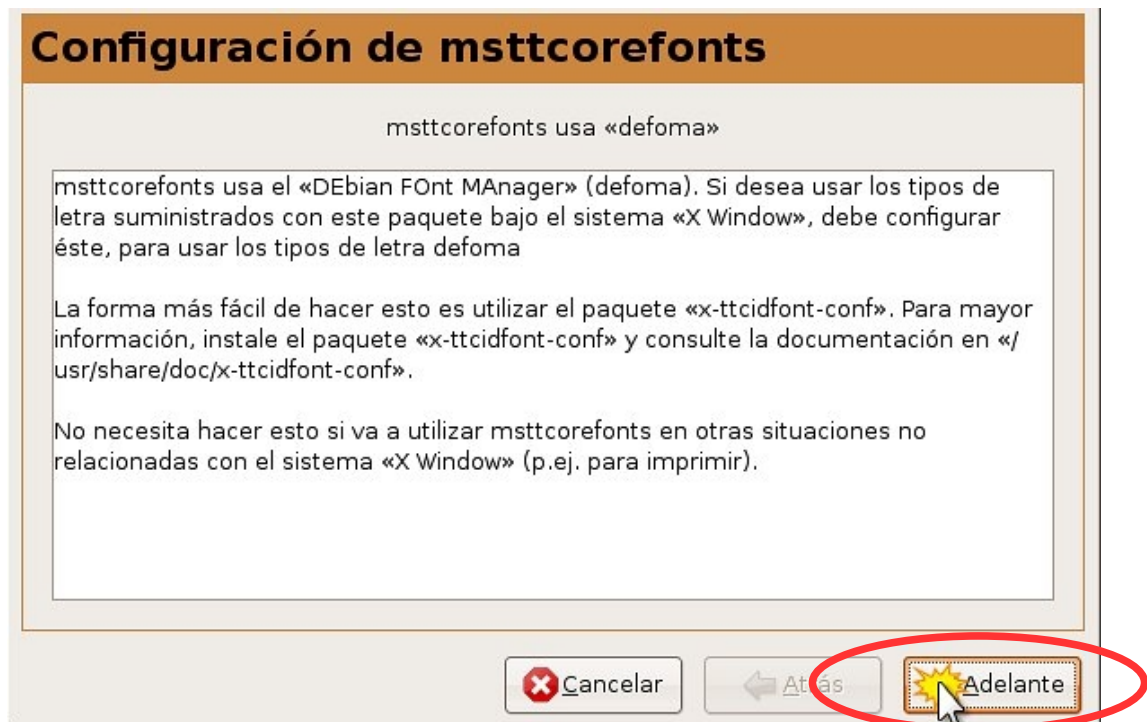 Configuración de msttcorefonts
msttcorefonts usa «defoma»
msttcorefonts usa el «DEbian FOnt MAnager» (defoma). Si desea usar los tipos de
letra suministrados con este paquete bajo el sistema «X Window», debe configurar
éste, para usar los tipos de letra defoma
La forma más fácil de hacer esto es utilizar el paquete «x-ttcidfont-conf». Para mayor
información, instale el paquete «x-ttcidfont-conf» y consulte la documentación en «/
usr/share/doc/x-ttcidfont-conf».
No necesita hacer esto si va a utilizar msttcorefonts en otras situaciones no
relacionadas con el sistema «X Window» (p.ej. para imprimir).
Cancelar
Atrás
Adelante